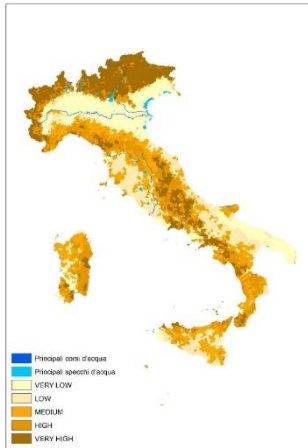 Principali corsi d'acqua
Principali specchi d'acqua
VERY LOW
LOW
MEDIUM
HIGH
VERY HIGH